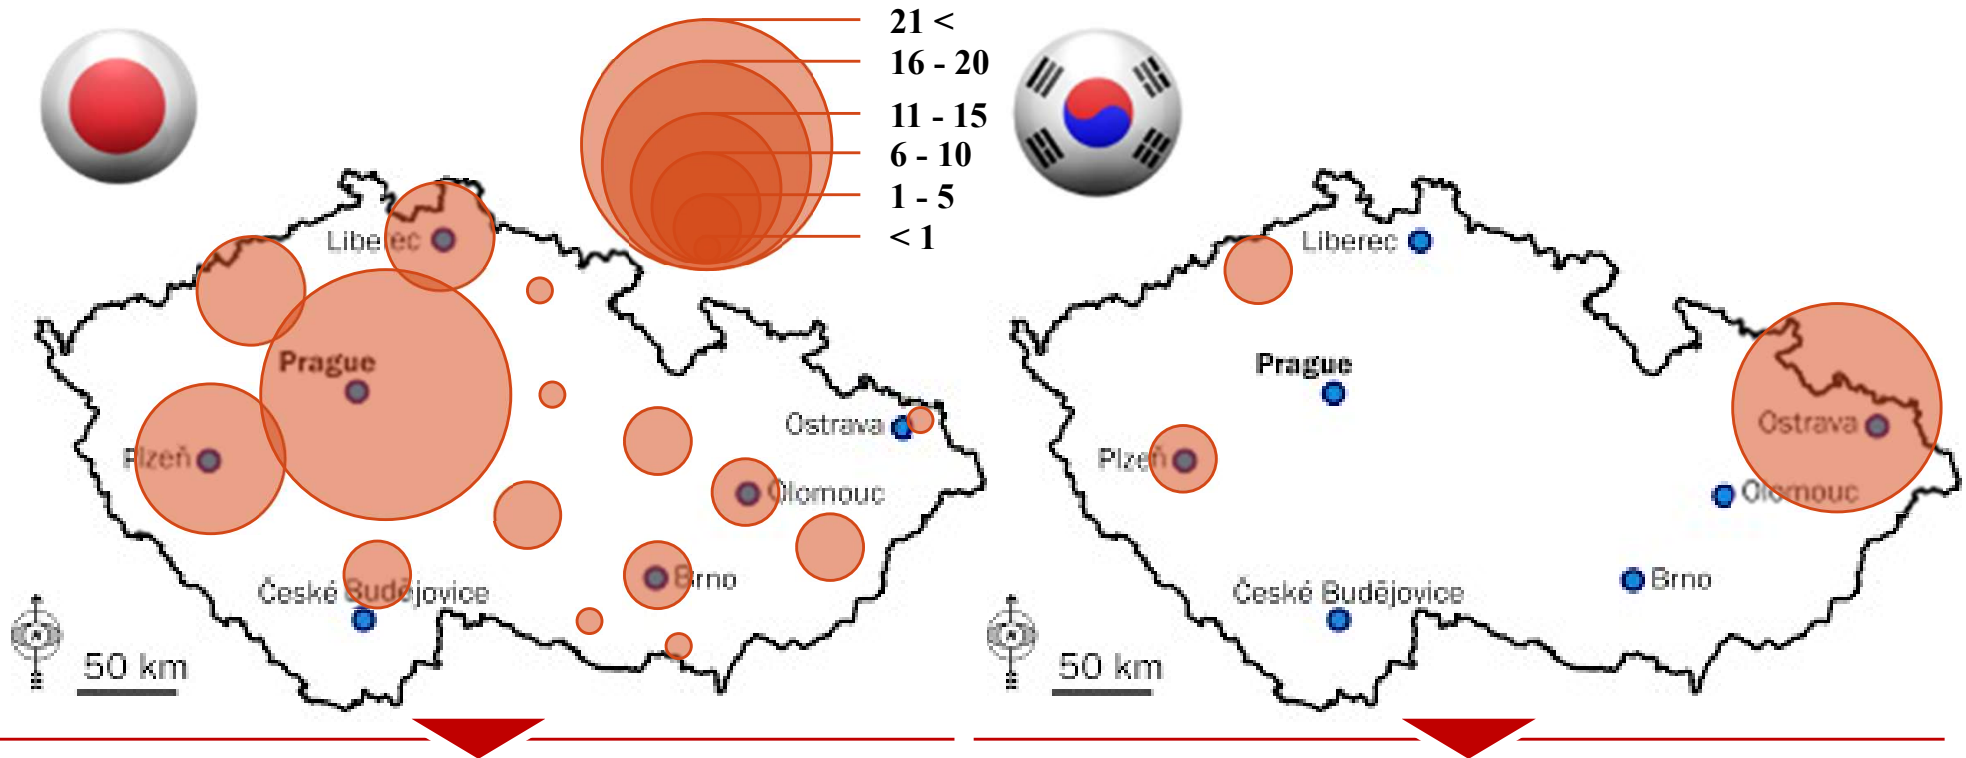 21 <
16 - 20
11 - 15
6 - 10
1 - 5
< 1
Liberec
Prague
Plzeň
Ostrava
Olomouc
Brno
České Budějovice
N
50 km
Liberec
Prague
Plzeň
Ostrava
Olomouc
Brno
České Budějovice
N
50 km